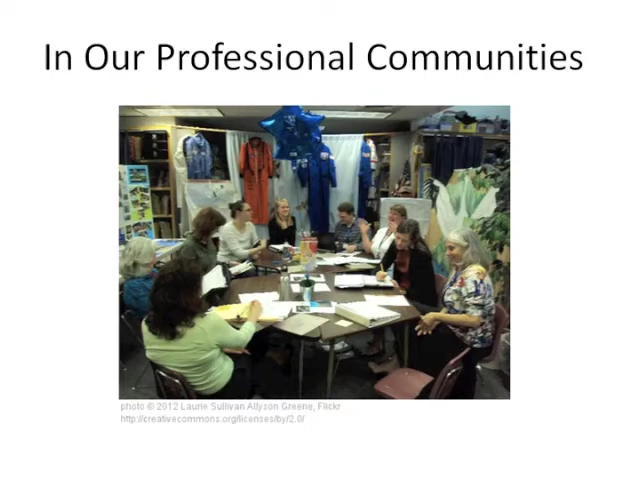 In Our Professional Communities
photo © 2012 Laurie Sullivan Allyson Greene, Flickr
http://creativecommons.org/licenses/by/2.0/